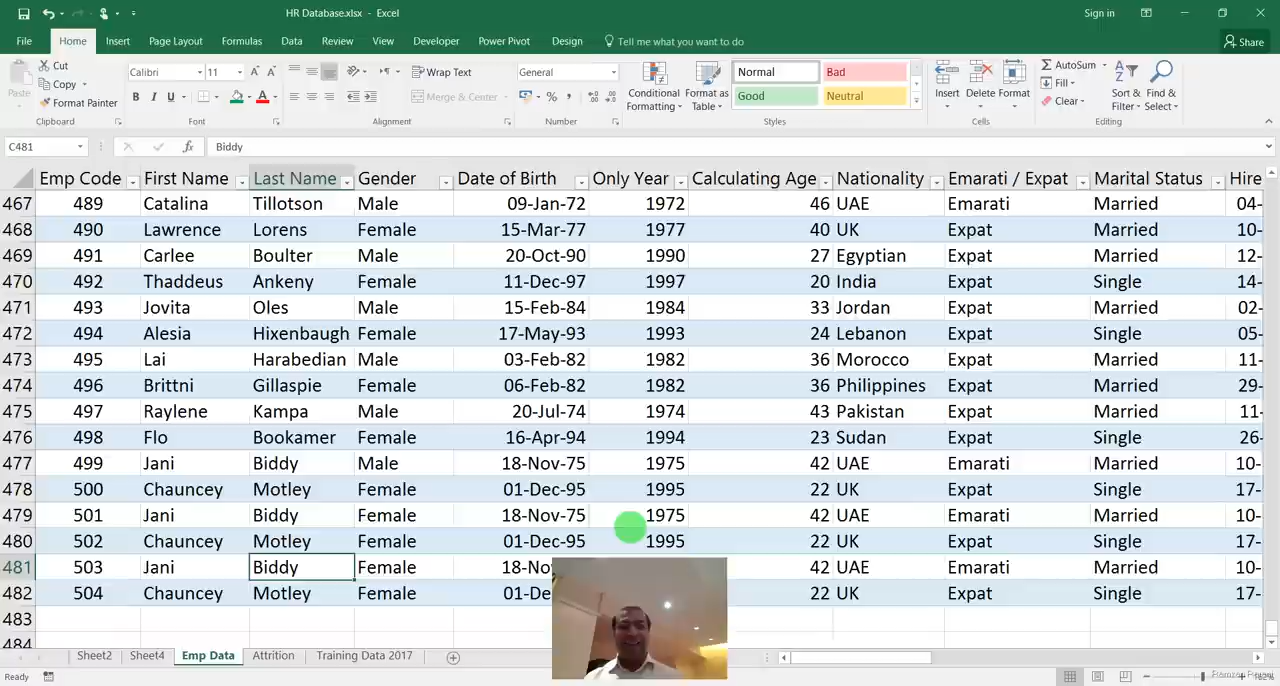 HR Database.xlsx - Excel
Sign in
File Home Insert Page Layout Formulas Data Review View Developer Power Pivot Design Tell me what you want to do Share
Paste
Cut
Copy
Format Painter
Clipboard
Calibri 11
B I U
Font
Wrap Text
Merge & Center
Alignment
General
%
Number
Conditional Formatting
Format as Table
Normal Bad
Good Neutral
Styles
Insert Delete Format
Cells
AutoSum
Fill
Clear
Sort & Filter
Find & Select
Editing
C481 fx Biddy
Emp Code First Name Last Name Gender Date of Birth Only Year Calculating Age Nationality Emarati / Expat Marital Status Hire
467 489 Catalina Tillotson Male 09-Jan-72 1972 46 UAE Emarati Married 04-
468 490 Lawrence Lorens Female 15-Mar-77 1977 40 UK Expat Married 10-
469 491 Carlee Boulter Male 20-Oct-90 1990 27 Egyptian Expat Married 12-
470 492 Thaddeus Ankeny Female 11-Dec-97 1997 20 India Expat Single 14-
471 493 Jovita Oles Male 15-Feb-84 1984 33 Jordan Expat Married 02-
472 494 Alesia Hixenbaugh Female 17-May-93 1993 24 Lebanon Expat Single 05-
473 495 Lai Harabedian Male 03-Feb-82 1982 36 Morocco Expat Married 11-
474 496 Brittni Gillaspie Female 06-Feb-82 1982 36 Philippines Expat Married 29-
475 497 Raylene Kampa Male 20-Jul-74 1974 43 Pakistan Expat Married 11-
476 498 Flo Bookamer Female 16-Apr-94 1994 23 Sudan Expat Single 26-
477 499 Jani Biddy Male 18-Nov-75 1975 42 UAE Emarati Married 10-
478 500 Chauncey Motley Female 01-Dec-95 1995 22 UK Expat Single 17-
479 501 Jani Biddy Female 18-Nov-75 1975 42 UAE Emarati Married 10-
480 502 Chauncey Motley Female 01-Dec-95 1995 22 UK Expat Single 17-
481 503 Jani Biddy Female 18-No 42 UAE Emarati Married 10-
482 504 Chauncey Motley Female 01-De 22 UK Expat Single 17-
483
484
Sheet2 Sheet4 Emp Data Attrition Training Data 2017
Ready